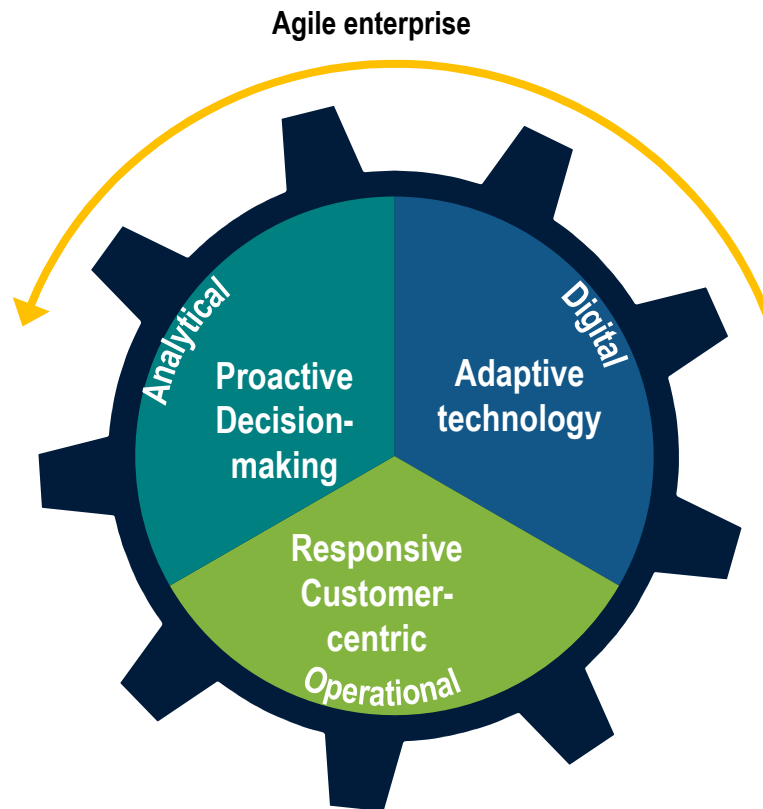 Agile enterprise
Analytical
Proactive
Decision-
making
Digital
Adaptive
technology
Responsive
Customer-
centric
Operational